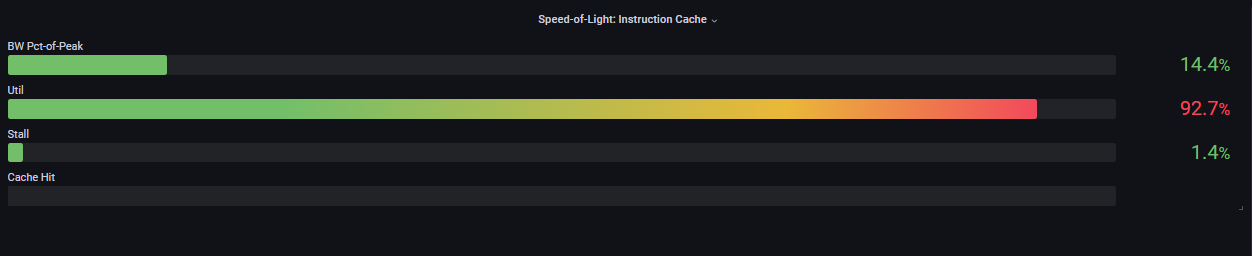 Speed-of-Light: Instruction Cache
BW Pct-of-Peak
14.4%
Util
92.7%
Stall
1.4%
Cache Hit